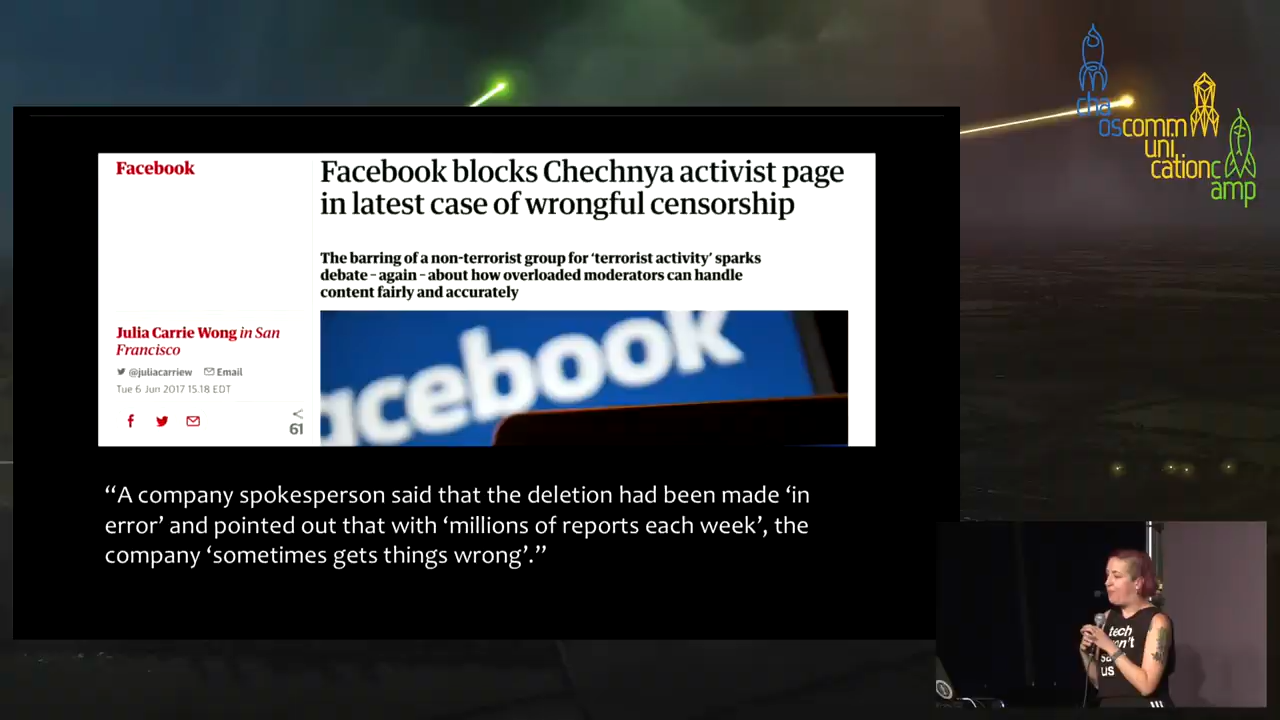 Facebook
Facebook blocks Chechnya activist page
in latest case of wrongful censorship
The barring of a non-terrorist group for ‘terrorist activity’ sparks
debate – again – about how overloaded moderators can handle
content fairly and accurately
Julia Carrie Wong in San
Francisco
@juliacarriew Email
Tue 6 Jun 2017 15.18 EDT
61
acebook
“A company spokesperson said that the deletion had been made ‘in
error’ and pointed out that with ‘millions of reports each week’, the
company ‘sometimes gets things wrong’.”
cha
oscomm
uni
cationc
amp
tech
us